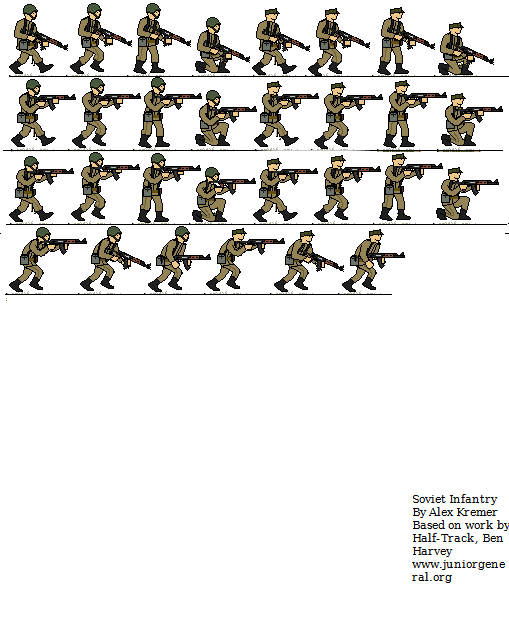 Soviet Infantry
By Alex Kremer
Based on work by
Half-Track, Ben
Harvey
www.juniorgene
ral.org